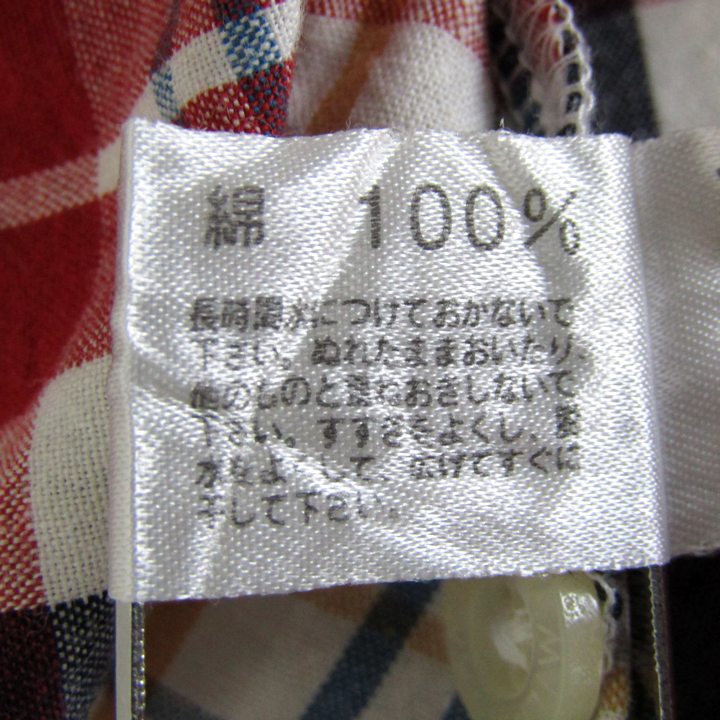 綿 100%
長時間水につけておかないで
下さい。ぬれたままおいたり、
他のものと重ねおきしないで
下さい。すすぎをよくし、脱
水をよくして、広げてすぐに
干して下さい。